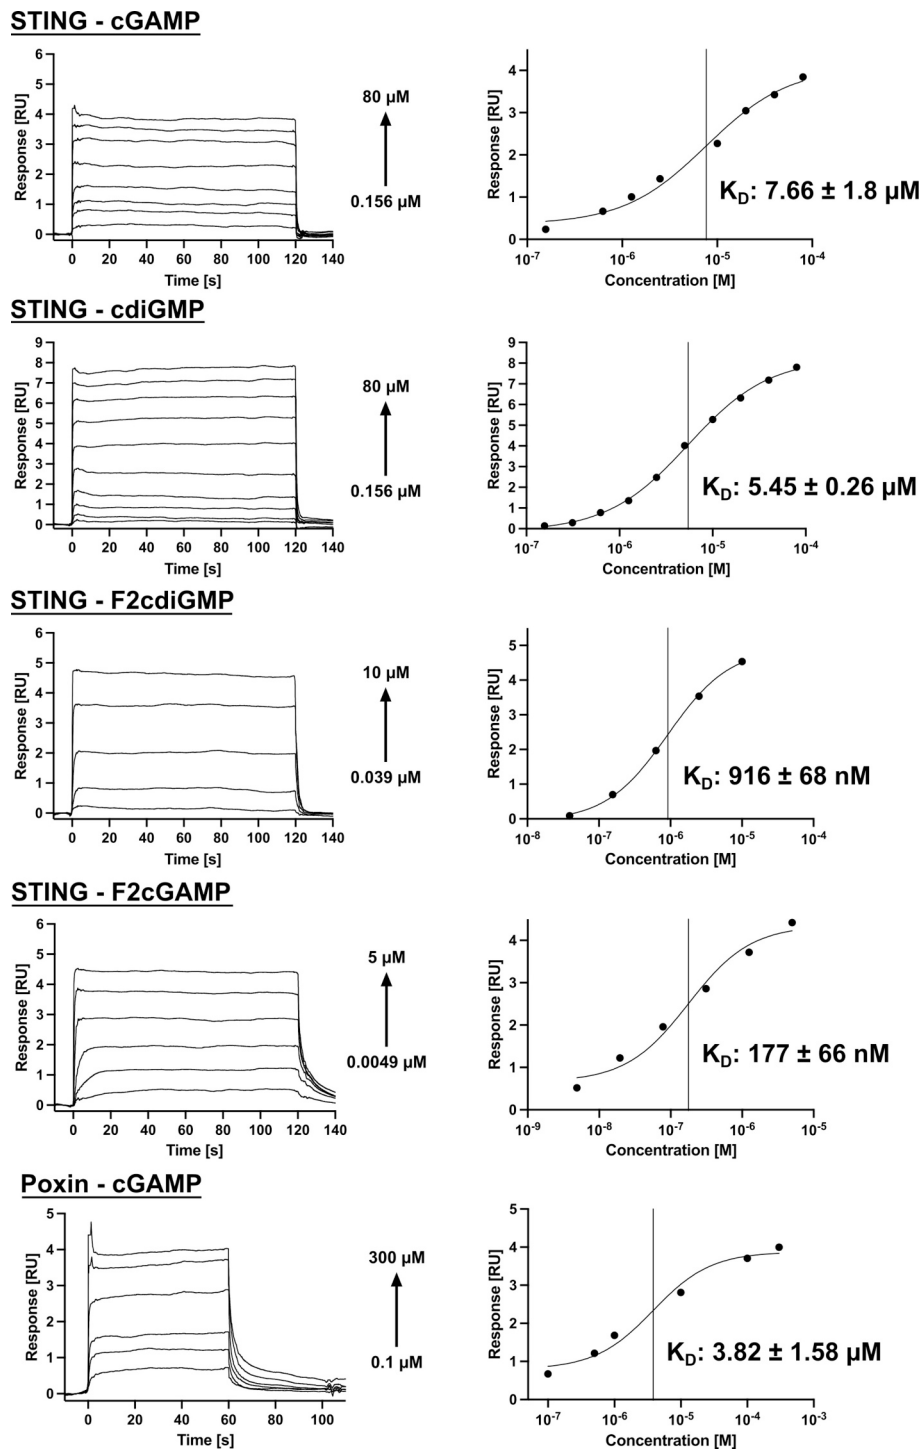 STING - cGAMP
Response [RU]
6
5
4
3
2
1
0
0 20 40 60 80 100 120 140
Time [s]
80 µM
0.156 µM
Response [RU]
4
3
2
1
0
10-7 10-6 10-5 10-4
Concentration [M]
KD: 7.66 ± 1.8 µM
STING - cdiGMP
Response [RU]
9
8
7
6
5
4
3
2
1
0
0 20 40 60 80 100 120 140
Time [s]
80 µM
0.156 µM
Response [RU]
9
8
7
6
5
4
3
2
1
0
10-7 10-6 10-5 10-4
Concentration [M]
KD: 5.45 ± 0.26 µM
STING - F2cdiGMP
Response [RU]
6
5
4
3
2
1
0
0 20 40 60 80 100 120 140
Time [s]
10 µM
0.039 µM
Response [RU]
5
4
3
2
1
0
10-8 10-7 10-6 10-5 10-4
Concentration [M]
KD: 916 ± 68 nM
STING - F2cGAMP
Response [RU]
6
5
4
3
2
1
0
0 20 40 60 80 100 120 140
Time [s]
5 µM
0.0049 µM
Response [RU]
4
3
2
1
0
10-9 10-8 10-7 10-6 10-5
Concentration [M]
KD: 177 ± 66 nM
Poxin - cGAMP
Response [RU]
5
4
3
2
1
0
0 20 40 60 80 100
Time [s]
300 µM
0.1 µM
Response [RU]
5
4
3
2
1
0
10-7 10-6 10-5 10-4 10-3
Concentration [M]
KD: 3.82 ± 1.58 µM